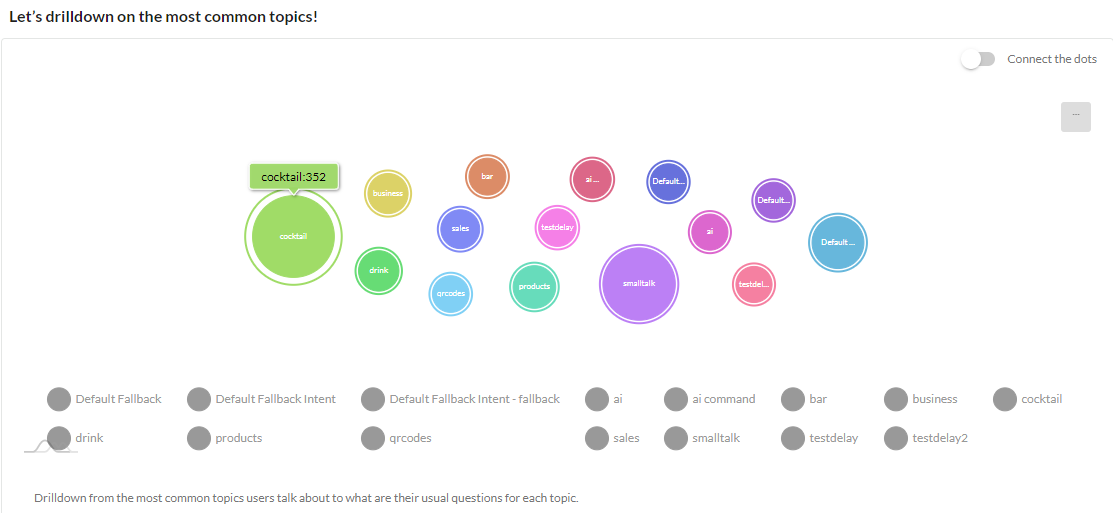 Let's drilldown on the most common topics!
Connect the dots
...
cocktail:352
bar
ai ...
Default...
business
Default...
sales
testdelay
ai
cocktail
Default ...
drink
smalltalk
testdel...
qrcodes
products
Default Fallback
Default Fallback Intent
Default Fallback Intent - fallback
ai
ai command
bar
business
cocktail
drink
products
qrcodes
sales
smalltalk
testdelay
testdelay2
Drilldown from the most common topics users talk about to what are their usual questions for each topic.